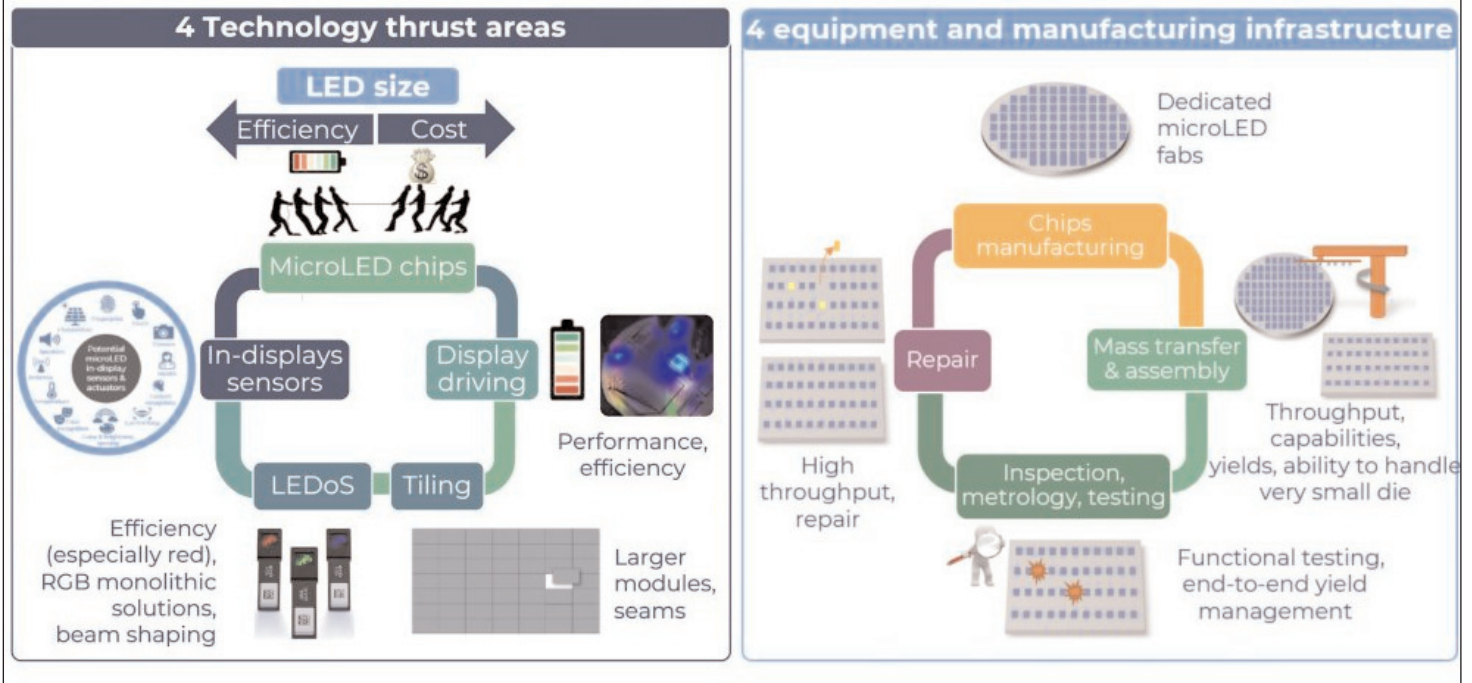 4 Technology thrust areas
LED size
Efficiency
Cost
MicroLED chips
Fingerprint
Touch
Camera
Potential
microLED
in-display
sensors &
actuators
In-displays
sensors
Display
driving
Performance,
efficiency
LEDoS
Tiling
Efficiency
(especially red),
RGB monolithic
solutions,
beam shaping
Larger
modules,
seams
4 equipment and manufacturing infrastructure
Dedicated
microLED
fabs
Chips
manufacturing
Repair
Mass transfer
& assembly
High
throughput,
repair
Inspection,
metrology, testing
Throughput,
capabilities,
yields, ability to handle
very small die
Functional testing,
end-to-end yield
management